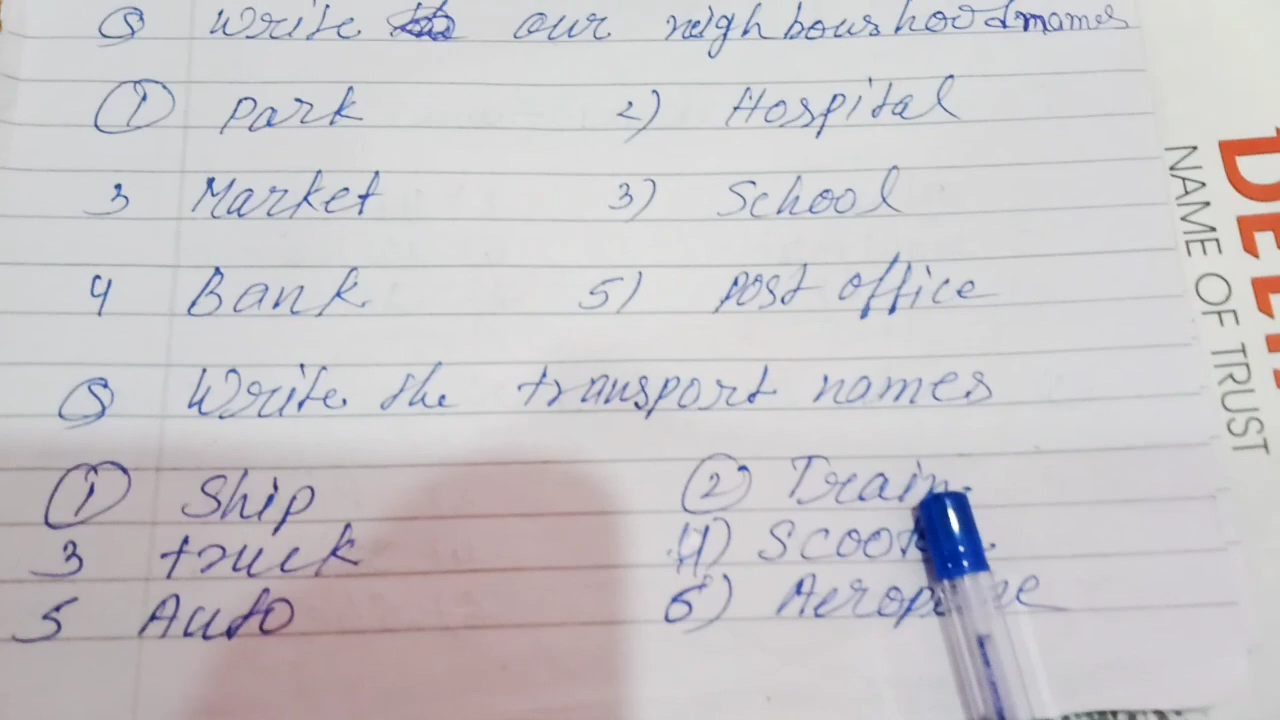 Q Write our neighbourhood names
① Park 2) Hospital
3 Market 3) School
4 Bank 5) Post office
Q Write the transport names
① Ship ② Train
3 truck 4)
5 Auto 6)
NAME OF TRUST